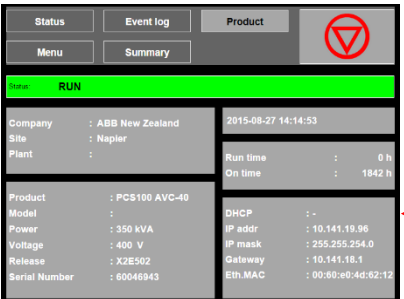 Status Event log Product
Menu Summary
Status: RUN
Company : ABB New Zealand
Site : Napier
Plant :
2015-08-27 14:14:53
Run time : 0 h
On time : 1842 h
Product : PCS100 AVC-40
Model :
Power : 350 kVA
Voltage : 400 V
Release : X2E502
Serial Number : 60046943
DHCP : -
IP addr : 10.141.19.96
IP mask : 255.255.254.0
Gateway : 10.141.18.1
Eth.MAC : 00:60:e0:4d:62:12